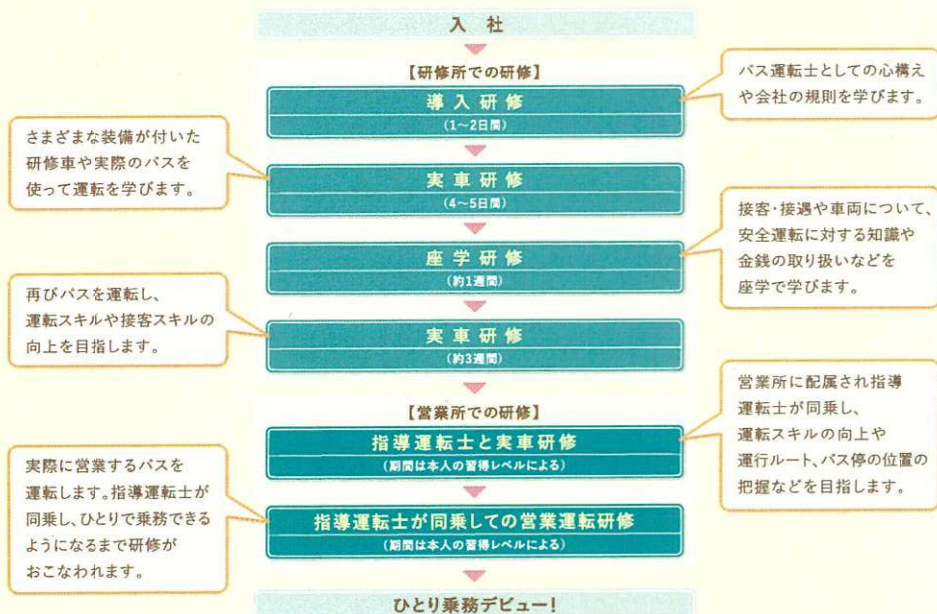 入社
【研修所での研修】
導入研修
(1〜2日間)
バス運転士としての心構え
や会社の規則を学びます。
さまざまな装備が付いた
研修車や実際のバスを
使って運転を学びます。
実車研修
(4〜5日間)
座学研修
(約1週間)
接客・接遇や車両について、
安全運転に対する知識や
金銭の取り扱いなどを
座学で学びます。
再びバスを運転し、
運転スキルや接客スキルの
向上を目指します。
実車研修
(約3週間)
【営業所での研修】
指導運転士と実車研修
(期間は本人の習得レベルによる)
営業所に配属され指導
運転士が同乗し、
運転スキルの向上や
運行ルート、バス停の位置の
把握などを目指します。
実際に営業するバスを
運転します。指導運転士が
同乗し、ひとりで乗務できる
ようになるまで研修が
おこなわれます。
指導運転士が同乗しての営業運転研修
(期間は本人の習得レベルによる)
ひとり乗務デビュー!